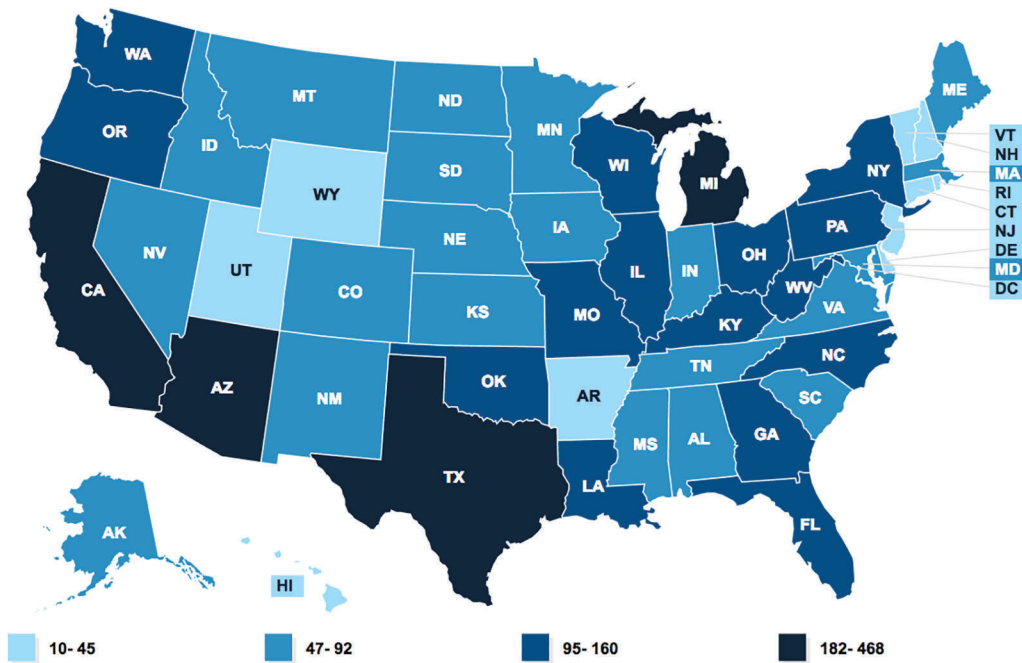 WA
OR
CA
NV
ID
MT
WY
UT
AZ
CO
NM
ND
SD
NE
KS
OK
TX
MN
IA
MO
AR
LA
WI
IL
MI
IN
OH
KY
TN
MS
AL
GA
FL
SC
NC
VA
WV
PA
NY
ME
VT
NH
MA
RI
CT
NJ
DE
MD
DC
AK
HI
10- 45
47- 92
95- 160
182- 468